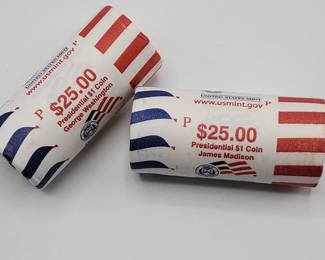 UNITED STATES MINT
www.usmint.gov P
P $25.00
Presidential $1 Coin
George Washington
UNITED STATES MINT
www.usmint.gov P
P $25.00
Presidential $1 Coin
James Madison